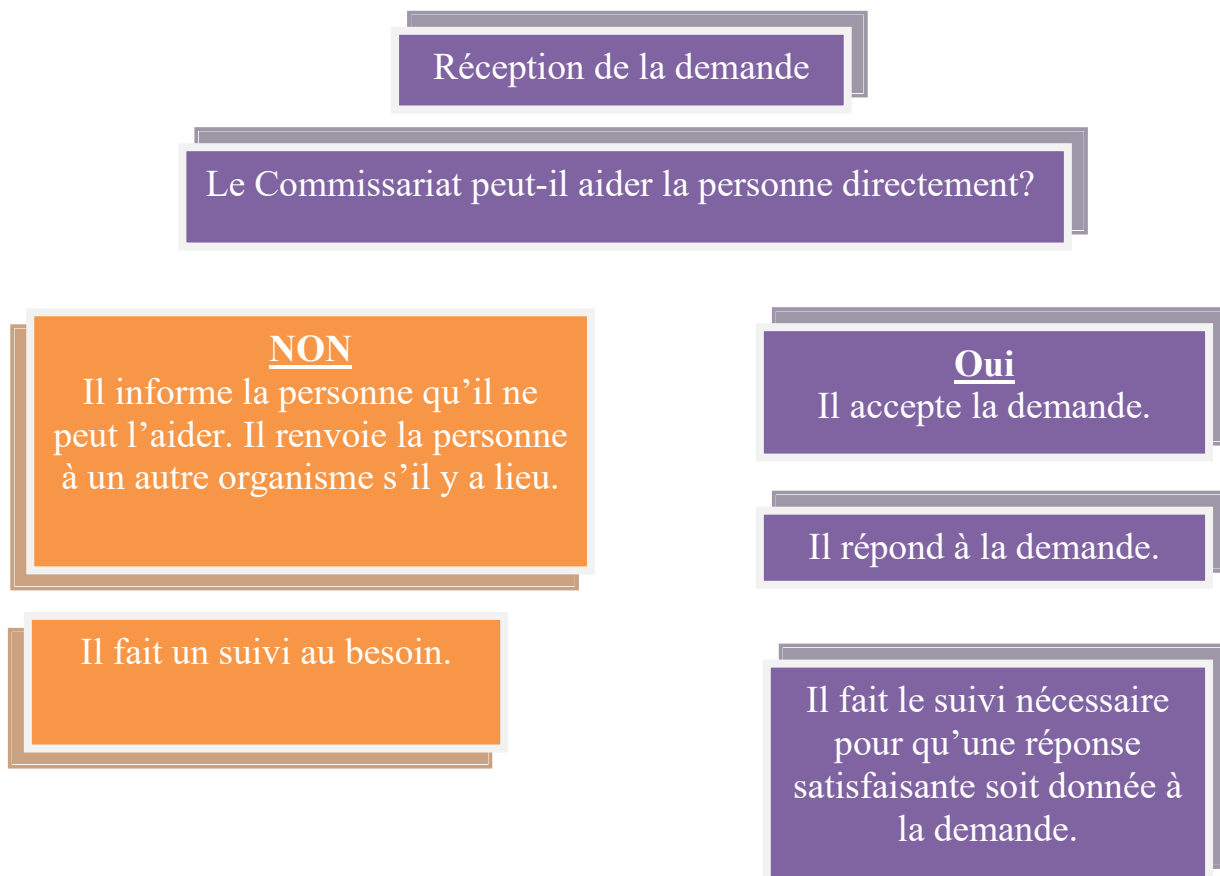 Réception de la demande
Le Commissariat peut-il aider la personne directement?
NON
Il informe la personne qu’il ne
peut l’aider. Il renvoie la personne
à un autre organisme s’il y a lieu.
Il fait un suivi au besoin.
Oui
Il accepte la demande.
Il répond à la demande.
Il fait le suivi nécessaire
pour qu’une réponse
satisfaisante soit donnée à
la demande.